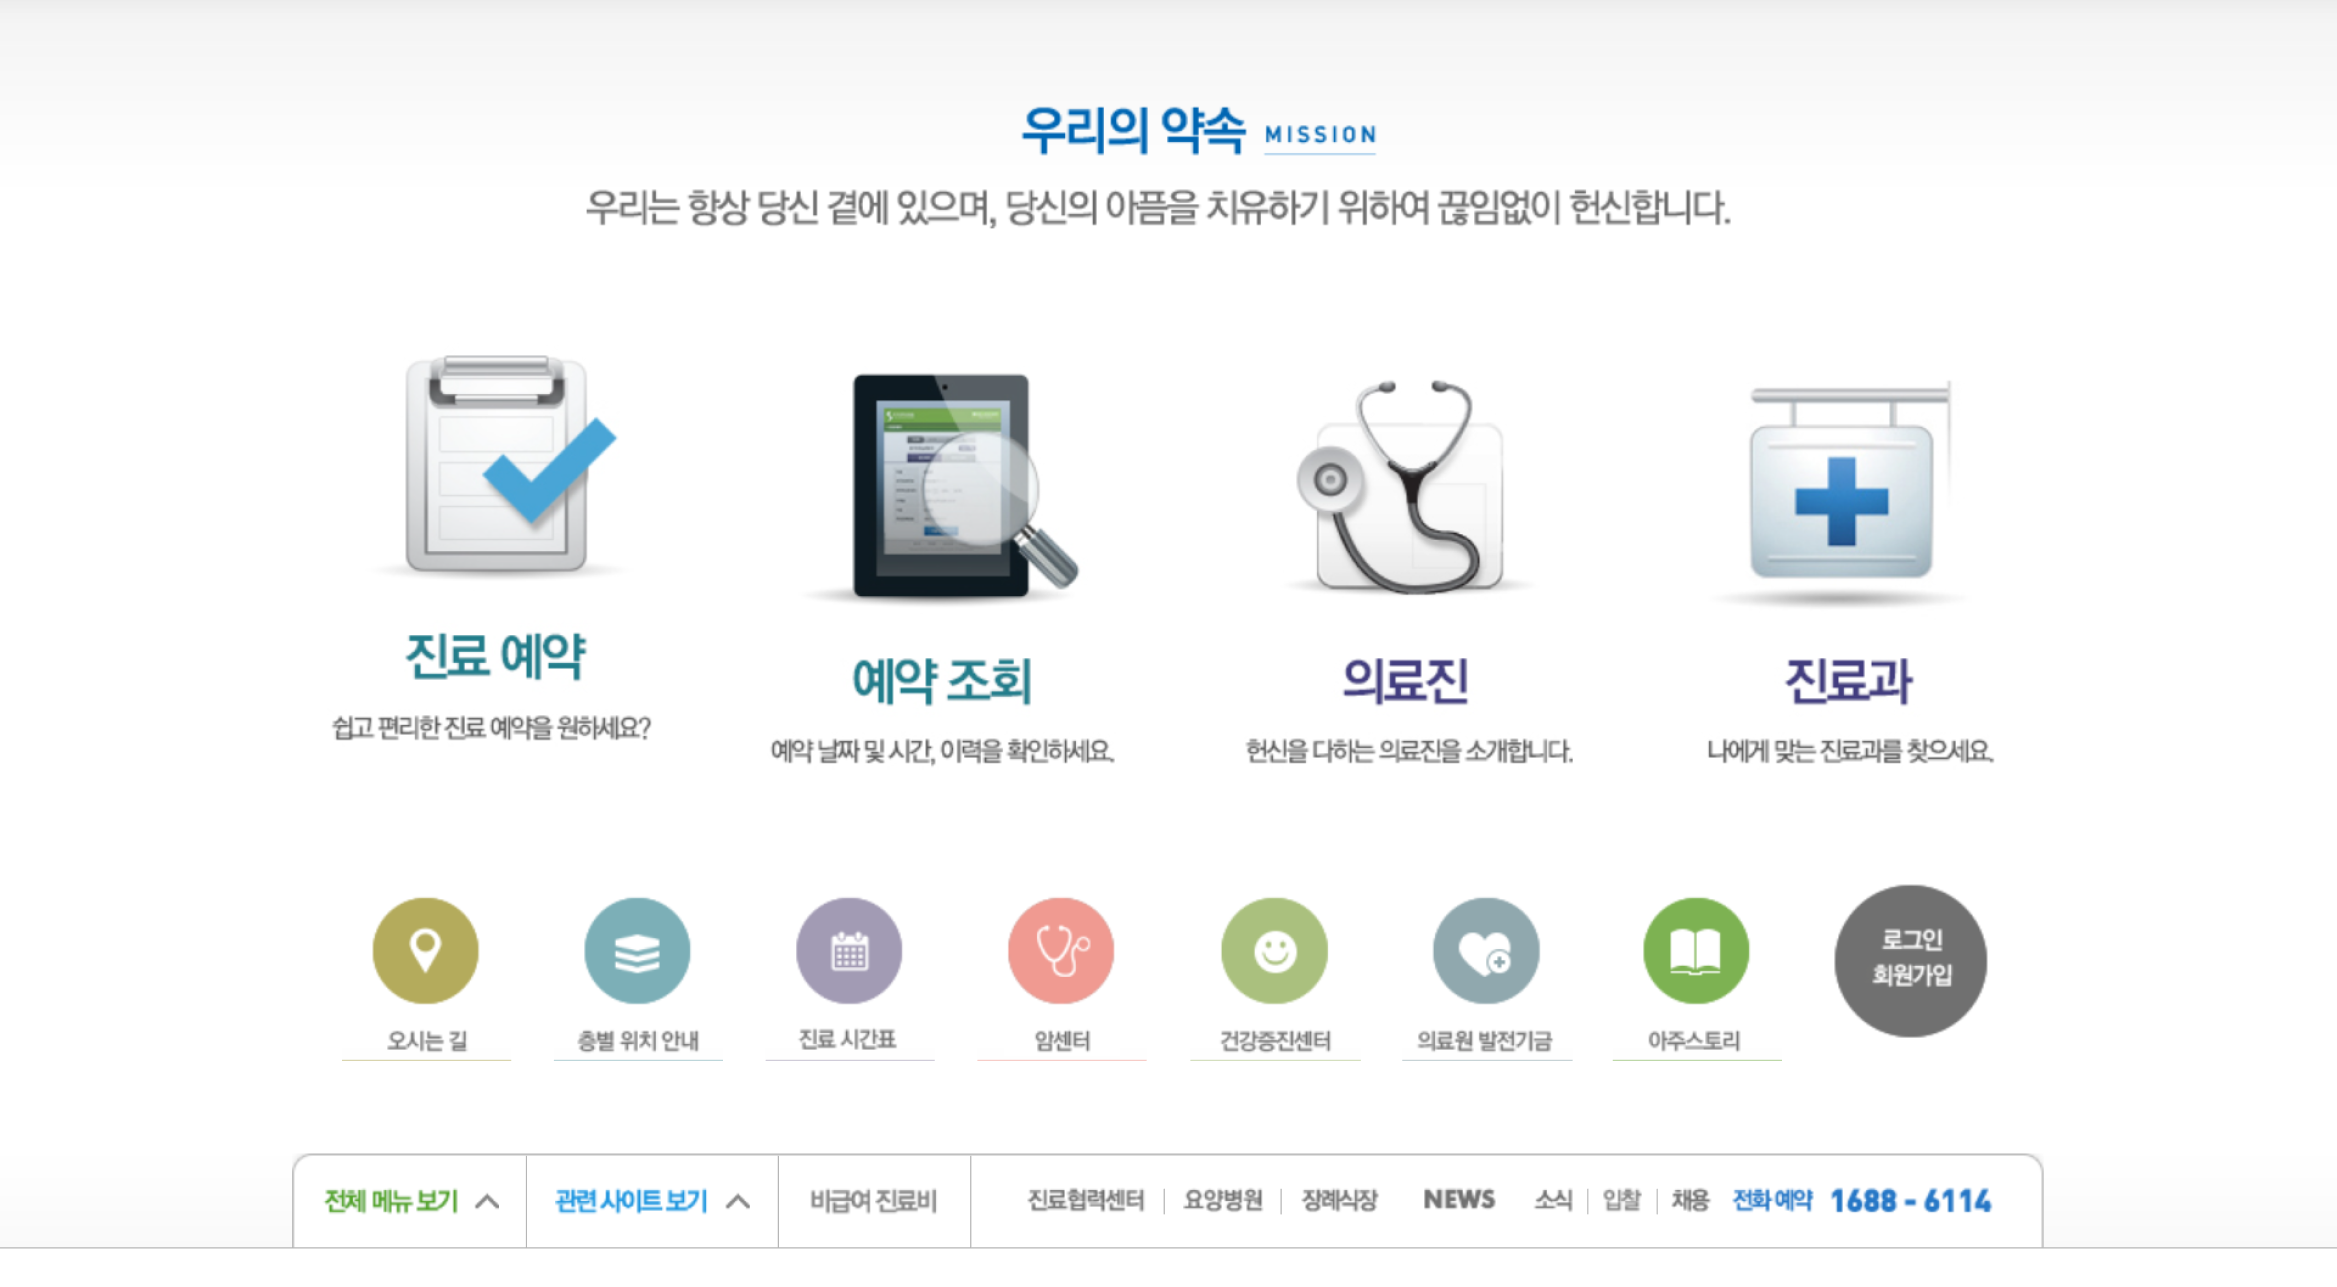 우리의 약속 MISSION
우리는 항상 당신 곁에 있으며, 당신의 아픔을 치유하기 위하여 끊임없이 헌신합니다.
진료 예약
쉽고 편리한 진료 예약을 원하세요?
예약 조회
예약 날짜 및 시간, 이력을 확인하세요.
의료진
헌신을 다하는 의료진을 소개합니다.
진료과
나에게 맞는 진료과를 찾으세요.
오시는 길
층별 위치 안내
진료 시간표
암센터
건강증진센터
의료원 발전기금
아주스토리
로그인
회원가입
전체 메뉴 보기 관련 사이트 보기 비급여 진료비 진료협력센터 요양병원 장례식장 NEWS 소식 입찰 채용 전화 예약 1688 - 6114